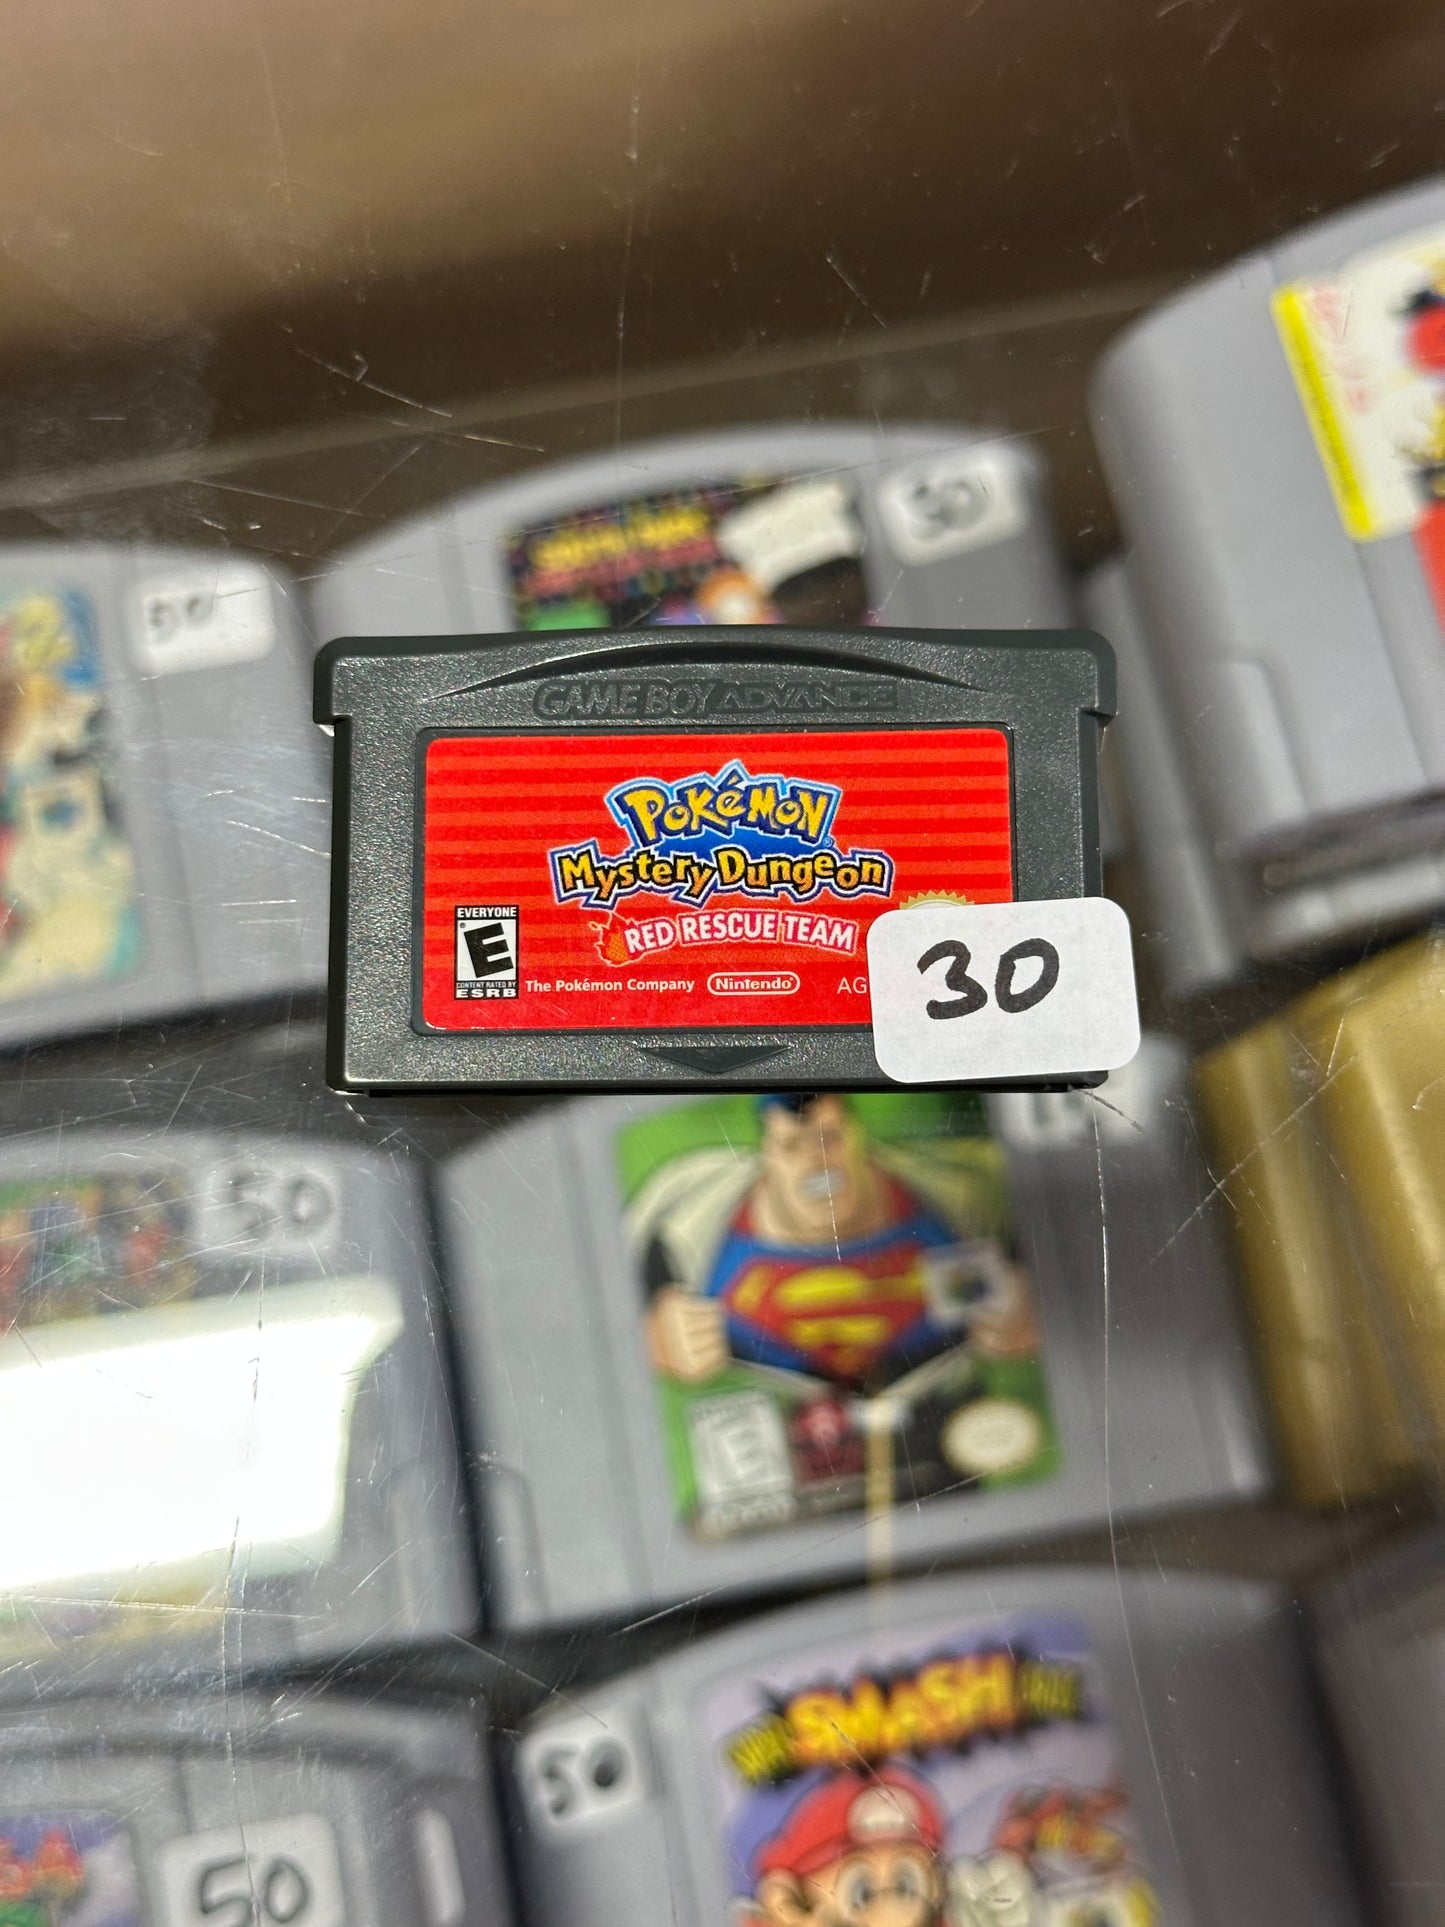 50
50
GAME BOY ADVANCE
POKéMON
Mystery Dungeon
RED RESCUE TEAM
EVERYONE
E
CONTENT RATED BY
ESRB
The Pokémon Company
Nintendo
AG
30
50
E
50
SMASH
50